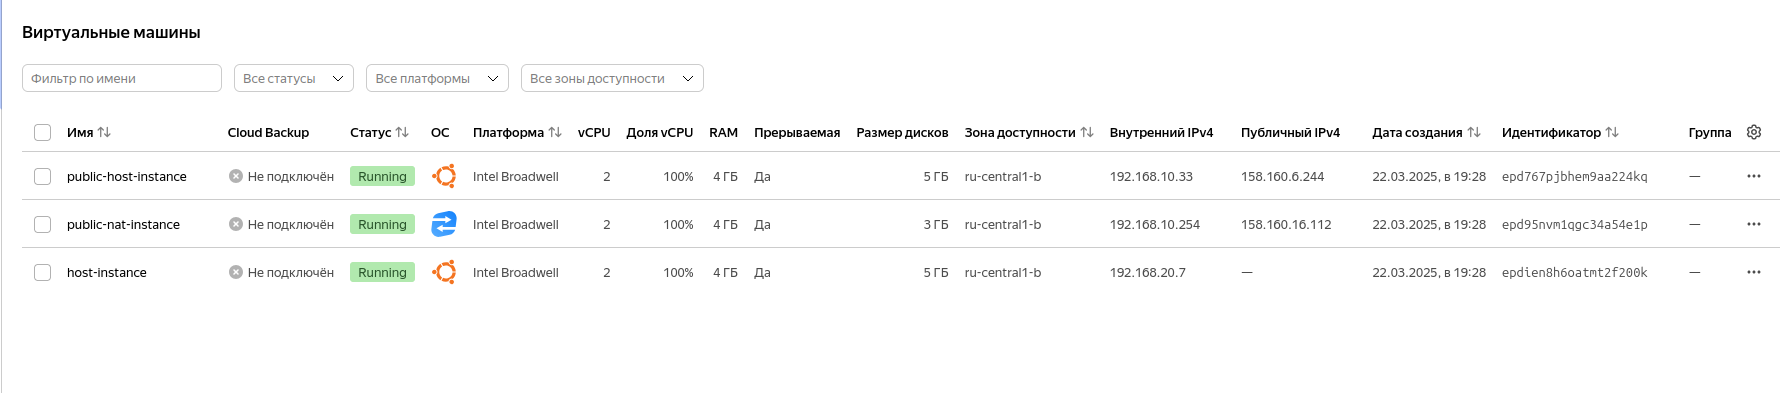 Виртуальные машины
Фильтр по имени Все статусы Все платформы Все зоны доступности
Имя Cloud Backup Статус ОС Платформа vCPU Доля vCPU RAM Прерываемая Размер дисков Зона доступности Внутренний IPv4 Публичный IPv4 Дата создания Идентификатор Группа
public-host-instance Не подключён Running Intel Broadwell 2 100% 4 ГБ Да 5 ГБ ru-central1-b 192.168.10.33 158.160.6.244 22.03.2025, в 19:28 epd767pjbhem9aa224kq —
public-nat-instance Не подключён Running Intel Broadwell 2 100% 4 ГБ Да 3 ГБ ru-central1-b 192.168.10.254 158.160.16.112 22.03.2025, в 19:28 epd95nvm1qgc34a54e1p —
host-instance Не подключён Running Intel Broadwell 2 100% 4 ГБ Да 5 ГБ ru-central1-b 192.168.20.7 — 22.03.2025, в 19:28 epdien8h6oatmt2f200k —